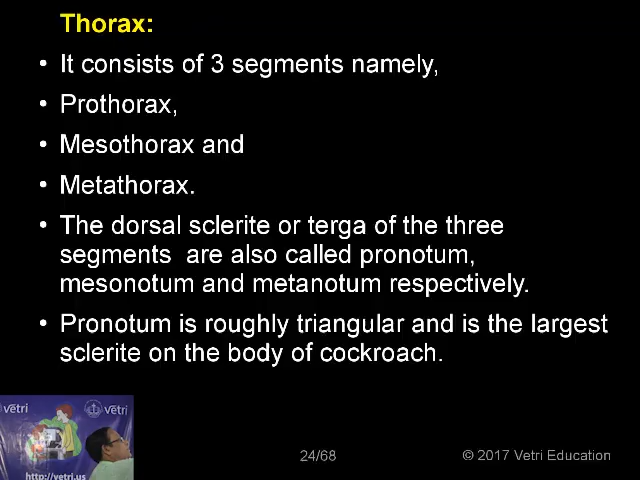 Thorax:
• It consists of 3 segments namely,
• Prothorax,
• Mesothorax and
• Metathorax.
• The dorsal sclerite or terga of the three
segments are also called pronotum,
mesonotum and metanotum respectively.
• Pronotum is roughly triangular and is the largest
sclerite on the body of cockroach.
vetri
vetri
http://vetri.us
24/68
© 2017 Vetri Education